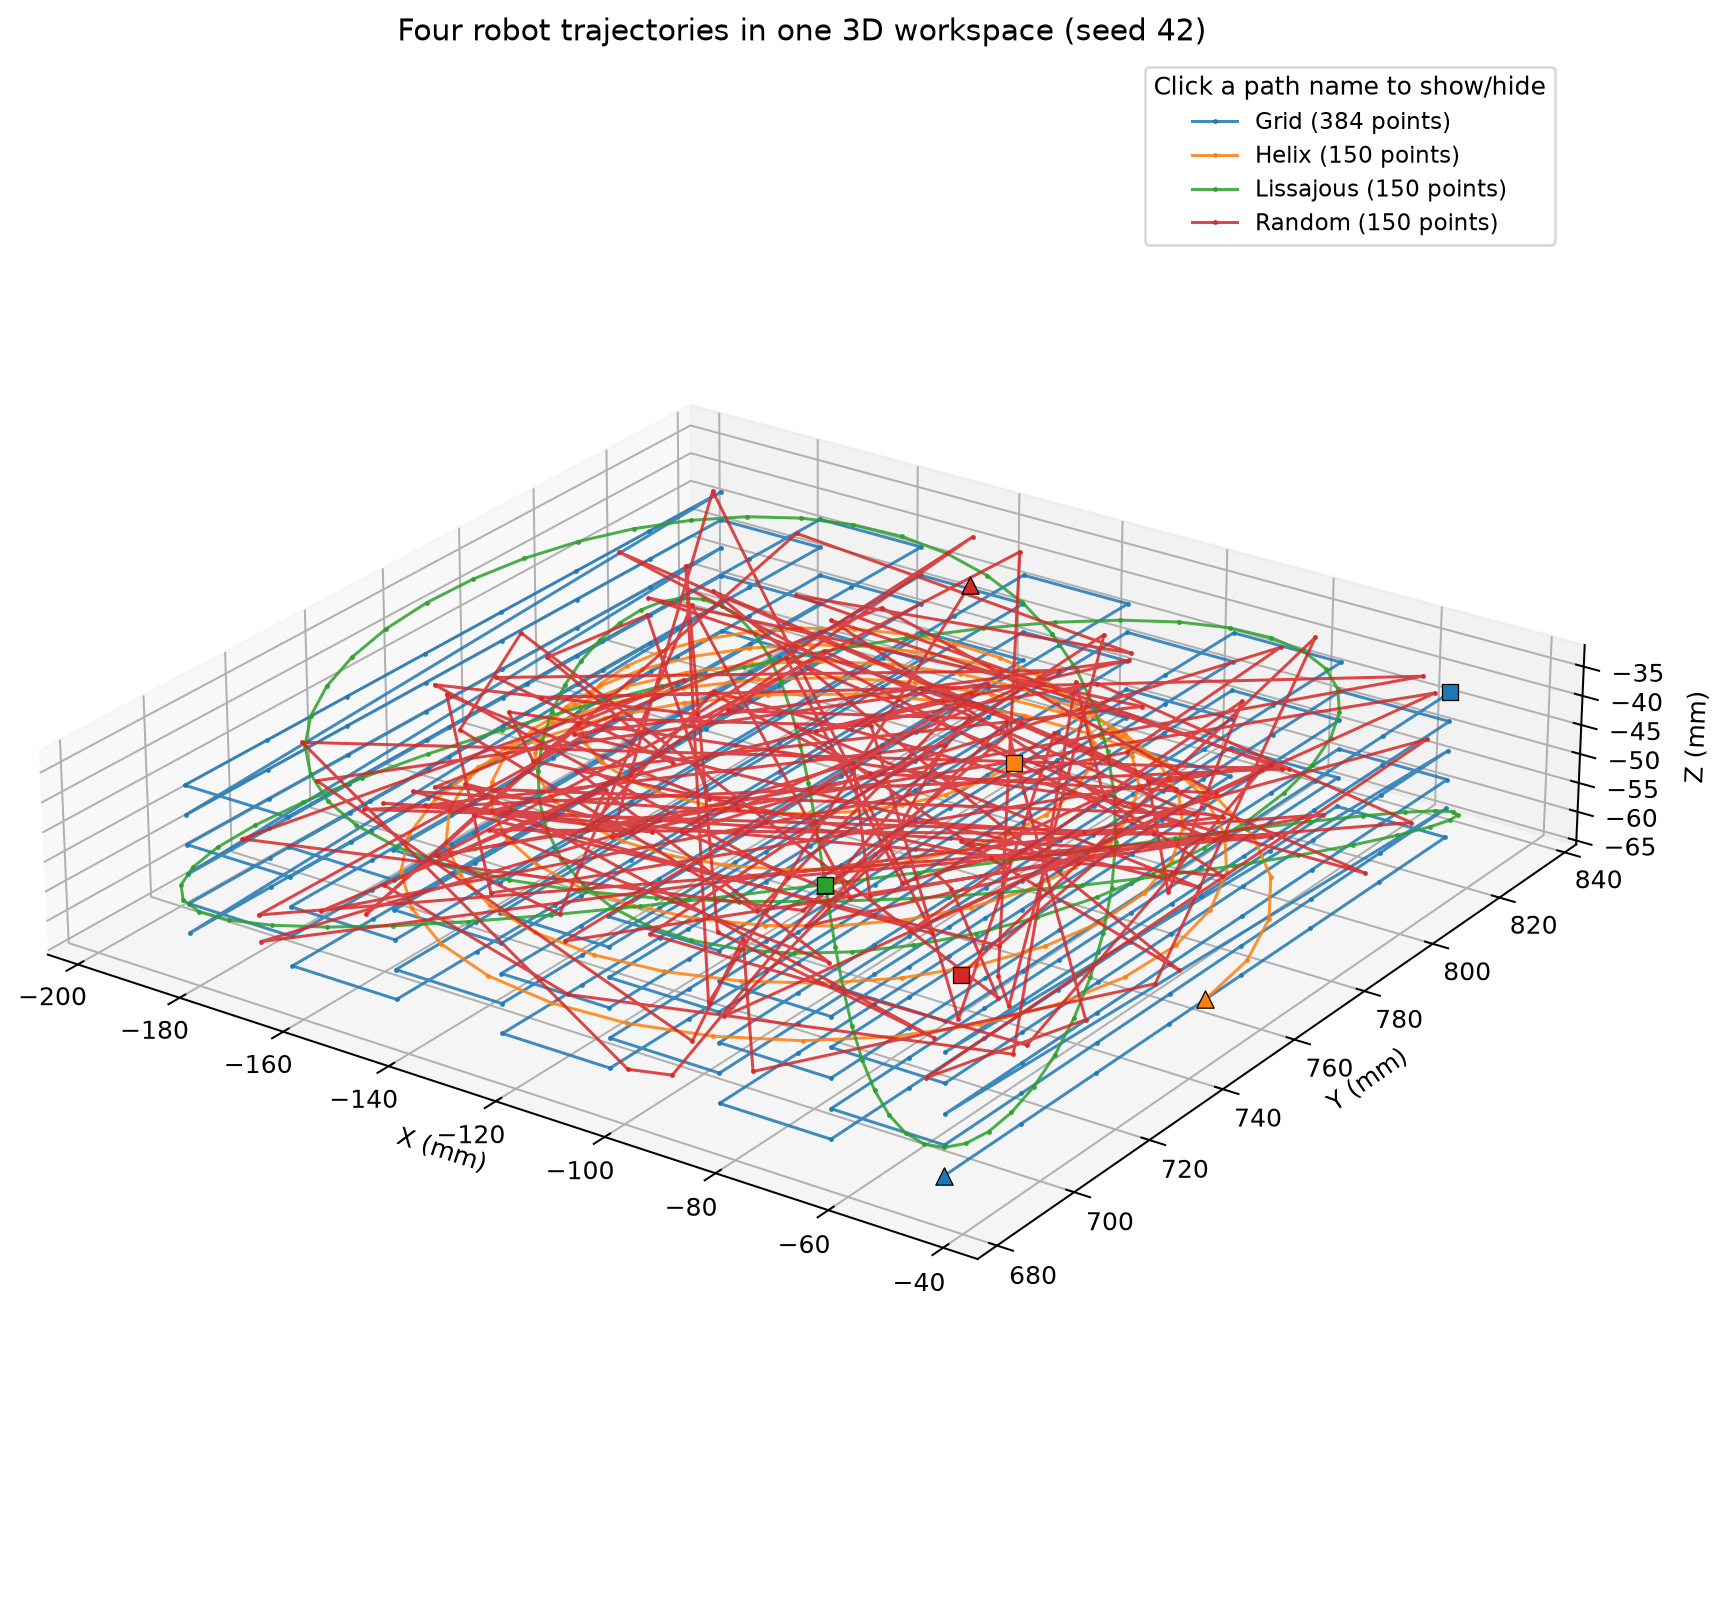 Four robot trajectories in one 3D workspace (seed 42)
Click a path name to show/hide
Grid (384 points)
Helix (150 points)
Lissajous (150 points)
Random (150 points)
−35
−40
−45
−50
−55
−60
−65
Z (mm)
840
820
800
780
760
740
720
700
680
Y (mm)
−200
−180
−160
−140
−120
−100
−80
−60
−40
X (mm)